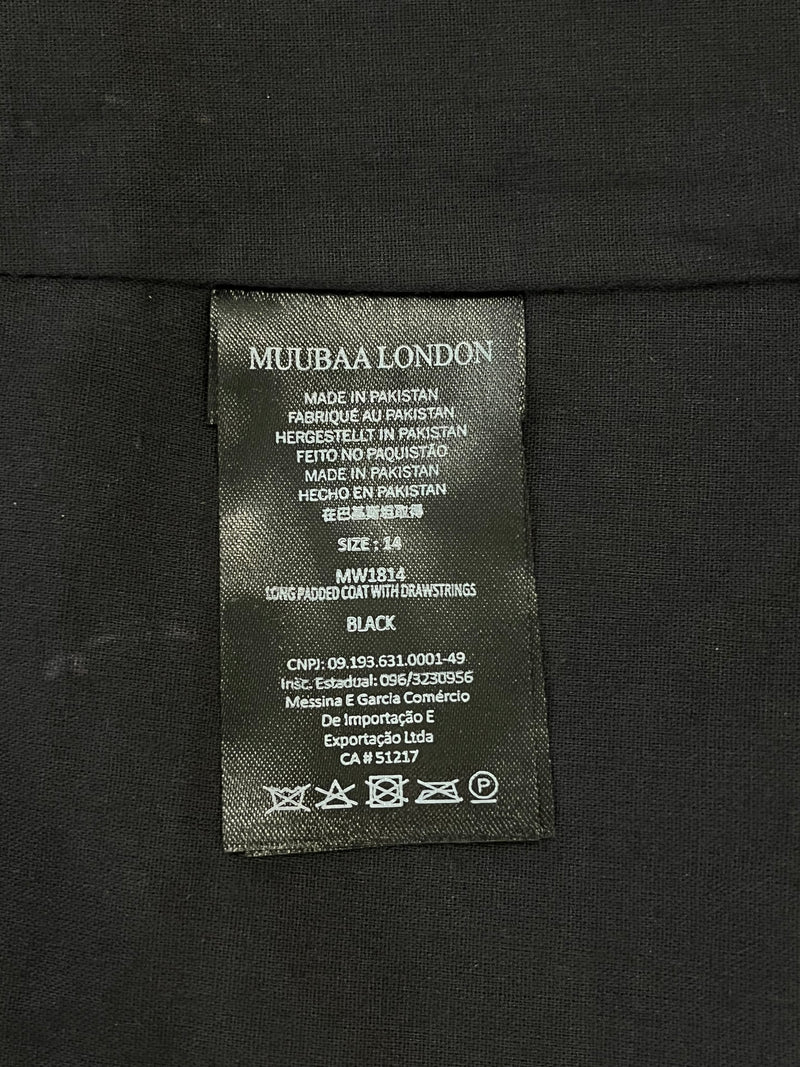 MUUBAA LONDON
MADE IN PAKISTAN
FABRIQUÉ AU PAKISTAN
HERGESTELLT IN PAKISTAN
FEITO NO PAQUISTÃO
MADE IN PAKISTAN
HECHO EN PAKISTAN
在巴基斯坦取得
SIZE : 14
MW1814
LONG PADDED COAT WITH DRAWSTRINGS
BLACK
CNPJ: 09.193.631.0001-49
Insc. Estadual: 096/3230956
Messina E Garcia Comércio
De Importação E
Exportação Ltda
CA # 51217
P